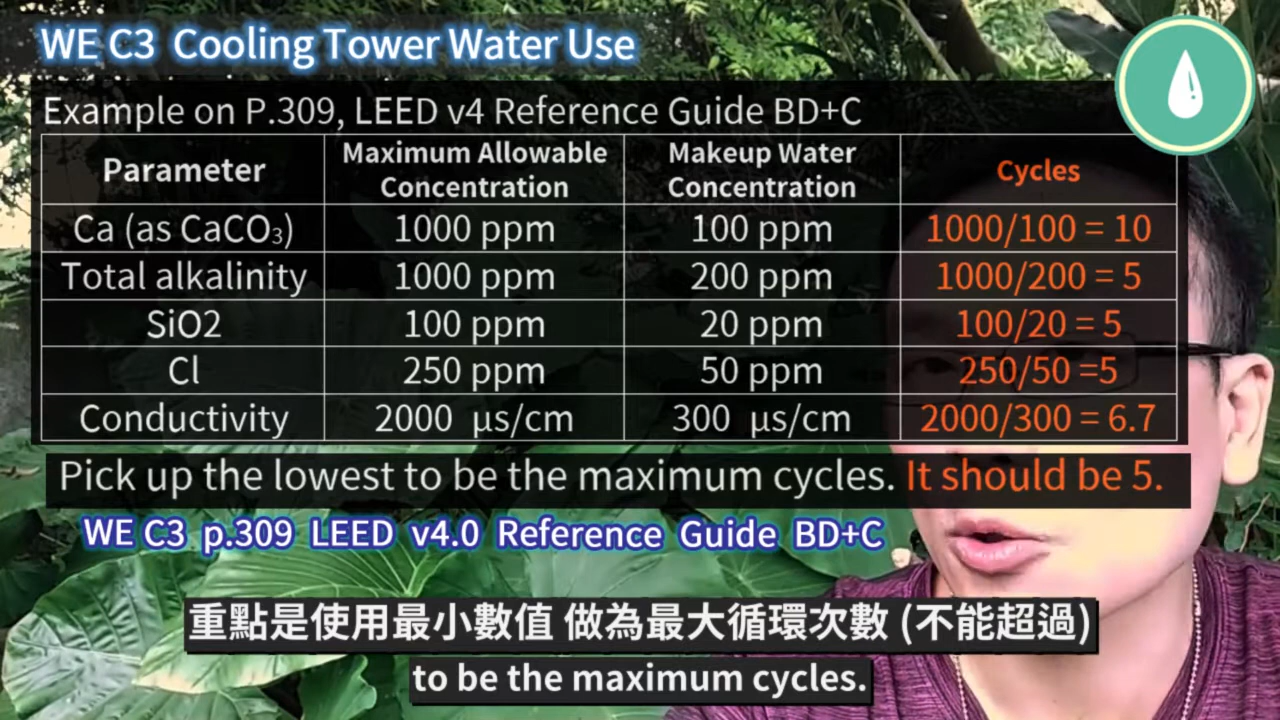 WE C3 Cooling Tower Water Use
Example on P.309, LEED v4 Reference Guide BD+C
Parameter Maximum Allowable Concentration Makeup Water Concentration Cycles
Ca (as CaCO₃) 1000 ppm 100 ppm 1000/100 = 10
Total alkalinity 1000 ppm 200 ppm 1000/200 = 5
SiO2 100 ppm 20 ppm 100/20 = 5
Cl 250 ppm 50 ppm 250/50 =5
Conductivity 2000 μs/cm 300 μs/cm 2000/300 = 6.7
Pick up the lowest to be the maximum cycles. It should be 5.
WE C3 p.309 LEED v4.0 Reference Guide BD+C
重點是使用最小數值 做為最大循環次數 (不能超過)
to be the maximum cycles.